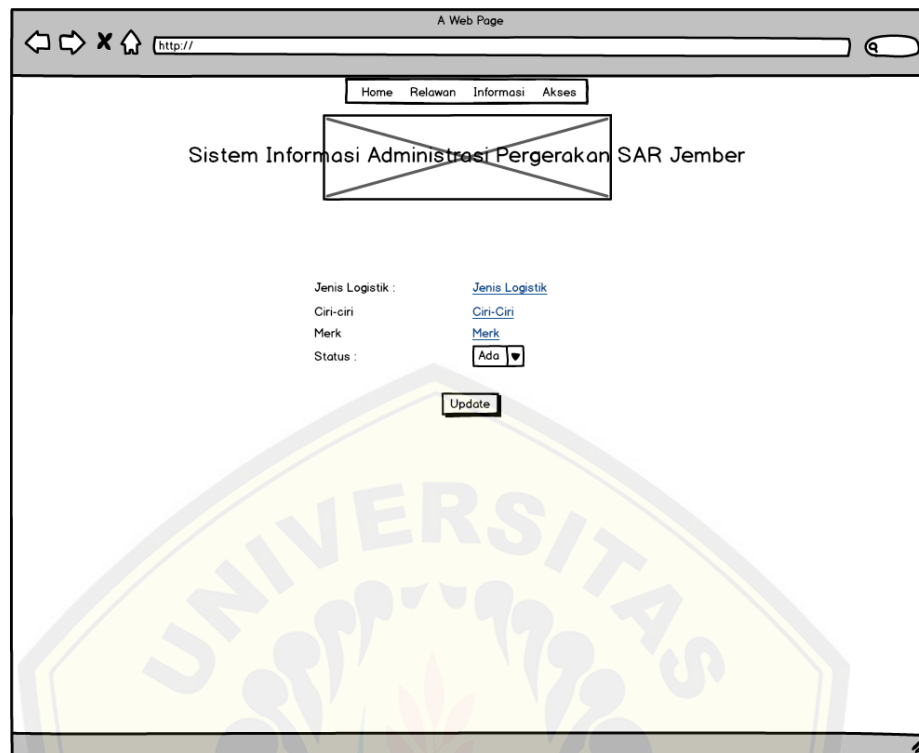 A Web Page
http://
Home Relawan Informasi Akses
Sistem Informasi Administrasi Pergerakan SAR Jember
Jenis Logistik : Jenis Logistik
Ciri-ciri Ciri-Ciri
Merk Merk
Status : Ada
Update
UNIVERSITAS